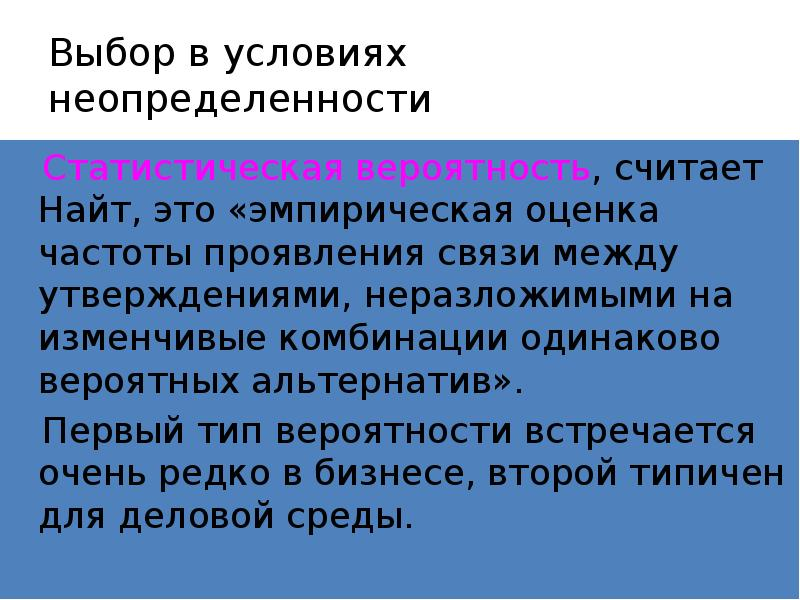 Выбор в условиях
неопределенности
Статистическая вероятность, считает
Найт, это «эмпирическая оценка
частоты проявления связи между
утверждениями, неразложимыми на
изменчивые комбинации одинаково
вероятных альтернатив».
Первый тип вероятности встречается
очень редко в бизнесе, второй типичен
для деловой среды.